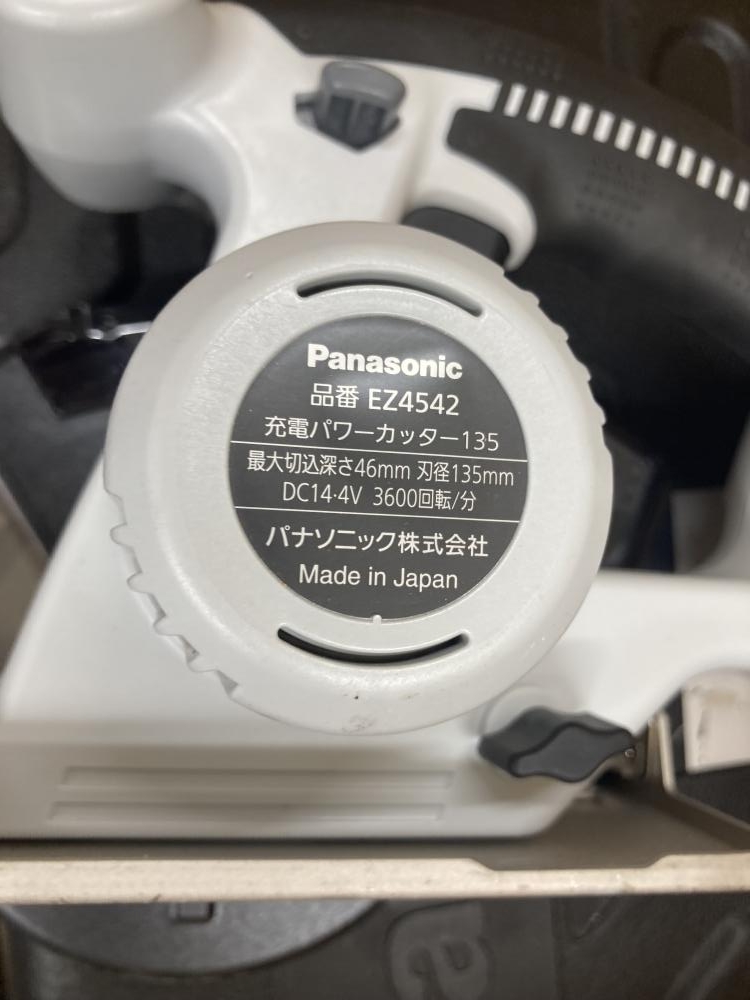 Panasonic
品番 EZ4542
充電パワーカッター135
最大切込深さ46mm 刃径135mm
DC14·4V 3600回転/分
パナソニック株式会社
Made in Japan